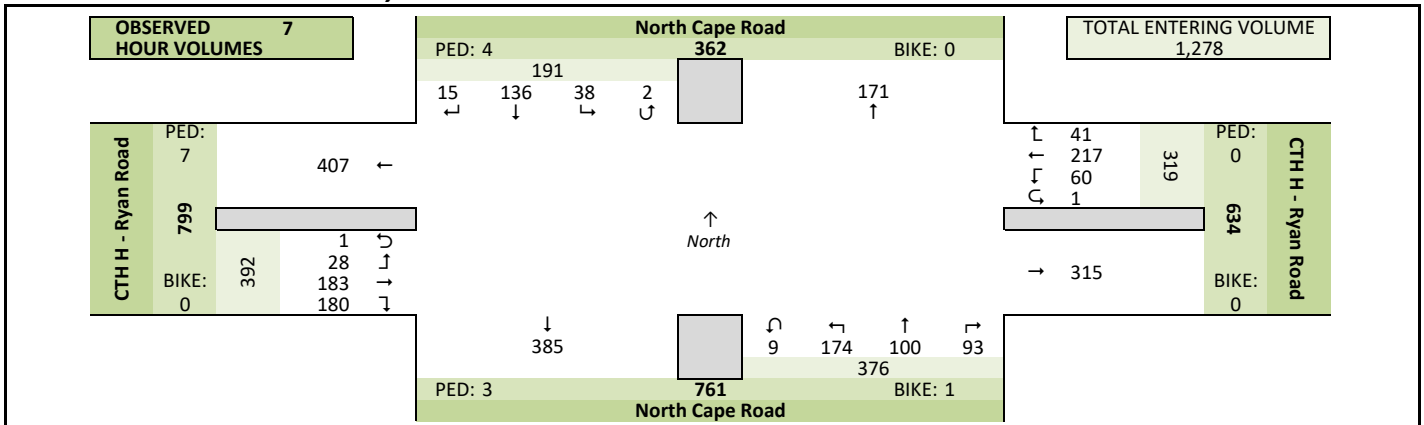 OBSERVED 7
HOUR VOLUMES
North Cape Road
TOTAL ENTERING VOLUME
1,278
PED: 4 362 BIKE: 0
191
15 136 38 2
↵ ↓ ↳ ↺
171
↑
CTH H - Ryan Road
PED:
7
799
BIKE:
0
407 ←
392
1 ⮌
28 ↰
183 →
180 ↴
↑
North
↱ 41
← 217
↲ 60
⮎ 1
319
PED:
0
634
BIKE:
0
CTH H - Ryan Road
→ 315
↓
385
↶ ↰ ↑ ↱
9 174 100 93
376
PED: 3 761 BIKE: 1
North Cape Road